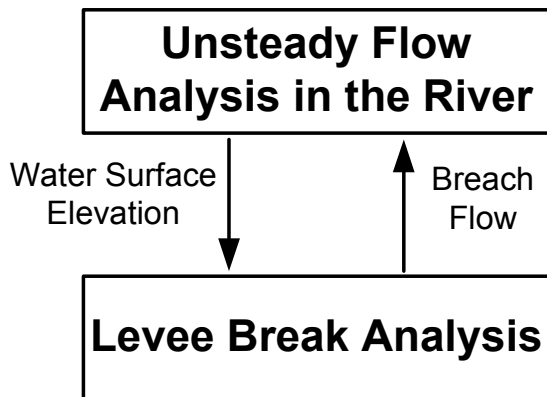 Unsteady Flow
Analysis in the River
Water Surface
Elevation
Breach
Flow
Levee Break Analysis